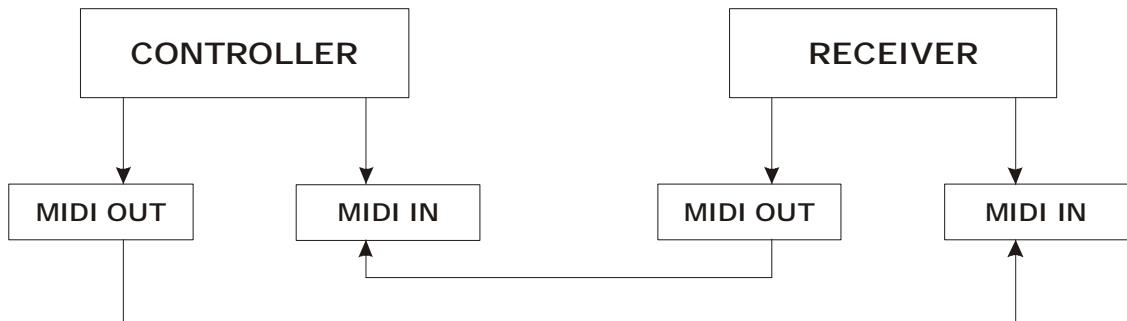 CONTROLLER
RECEIVER
MIDI OUT
MIDI IN
MIDI OUT
MIDI IN